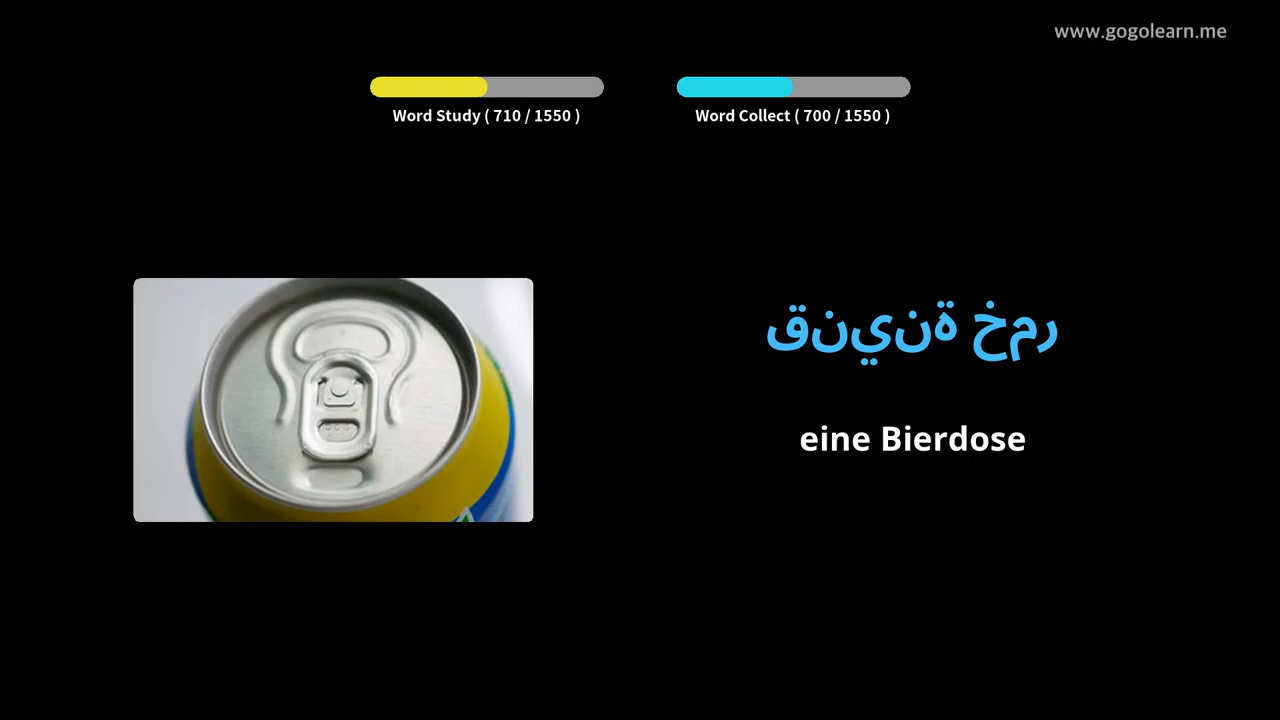 www.gogolearn.me
Word Study ( 710 / 1550 )
Word Collect ( 700 / 1550 )
قنينة خمر
eine Bierdose